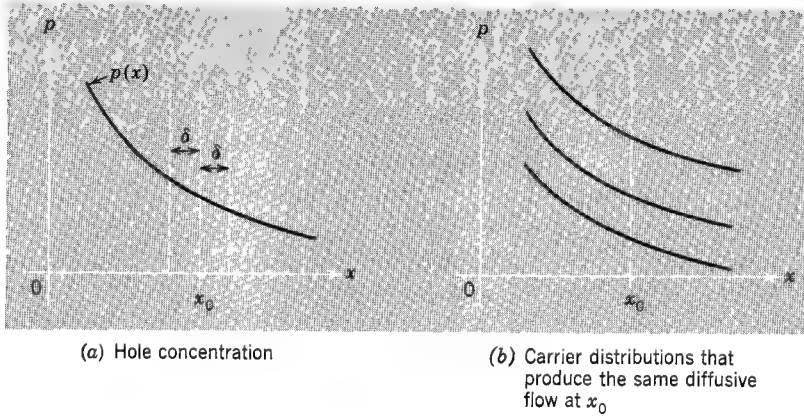 p
p(x)
δ
δ
0
x₀
x
(a) Hole concentration
p
0
x₀
x
(b) Carrier distributions that
produce the same diffusive
flow at x₀